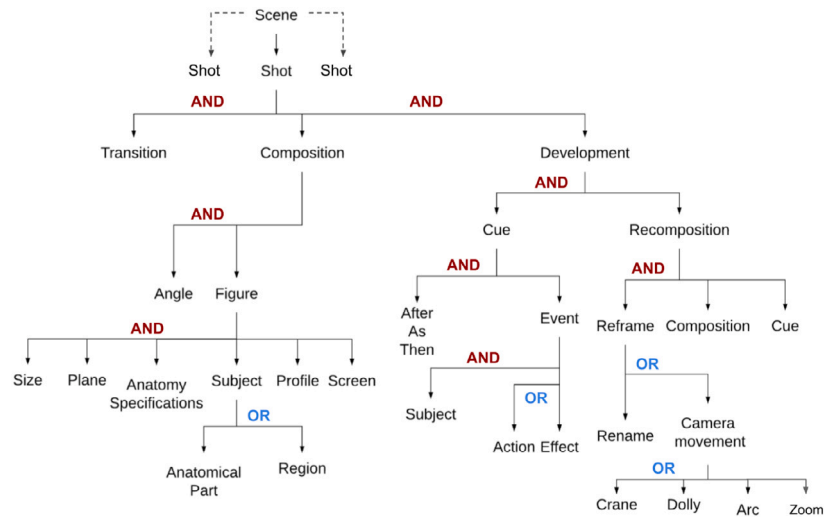 Scene
Shot
Shot
Shot
AND
AND
Transition
Composition
Development
AND
AND
Cue
Recomposition
AND
AND
Angle
Figure
After
As
Then
Event
Reframe
Composition
Cue
AND
AND
OR
Size
Plane
Anatomy
Specifications
Subject
Profile
Screen
OR
Subject
OR
Action
Effect
Rename
Camera
movement
Anatomical
Part
Region
OR
Crane
Dolly
Arc
Zoom